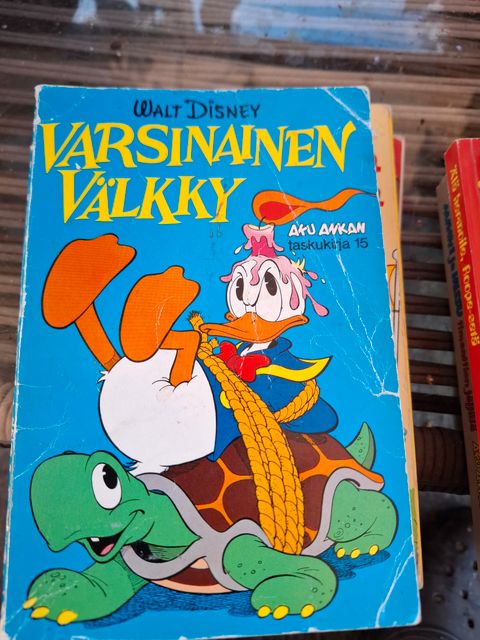 WALT DISNEY
VARSINAINEN
VÄLKKY
AKU ANKAN
taskukirja 15